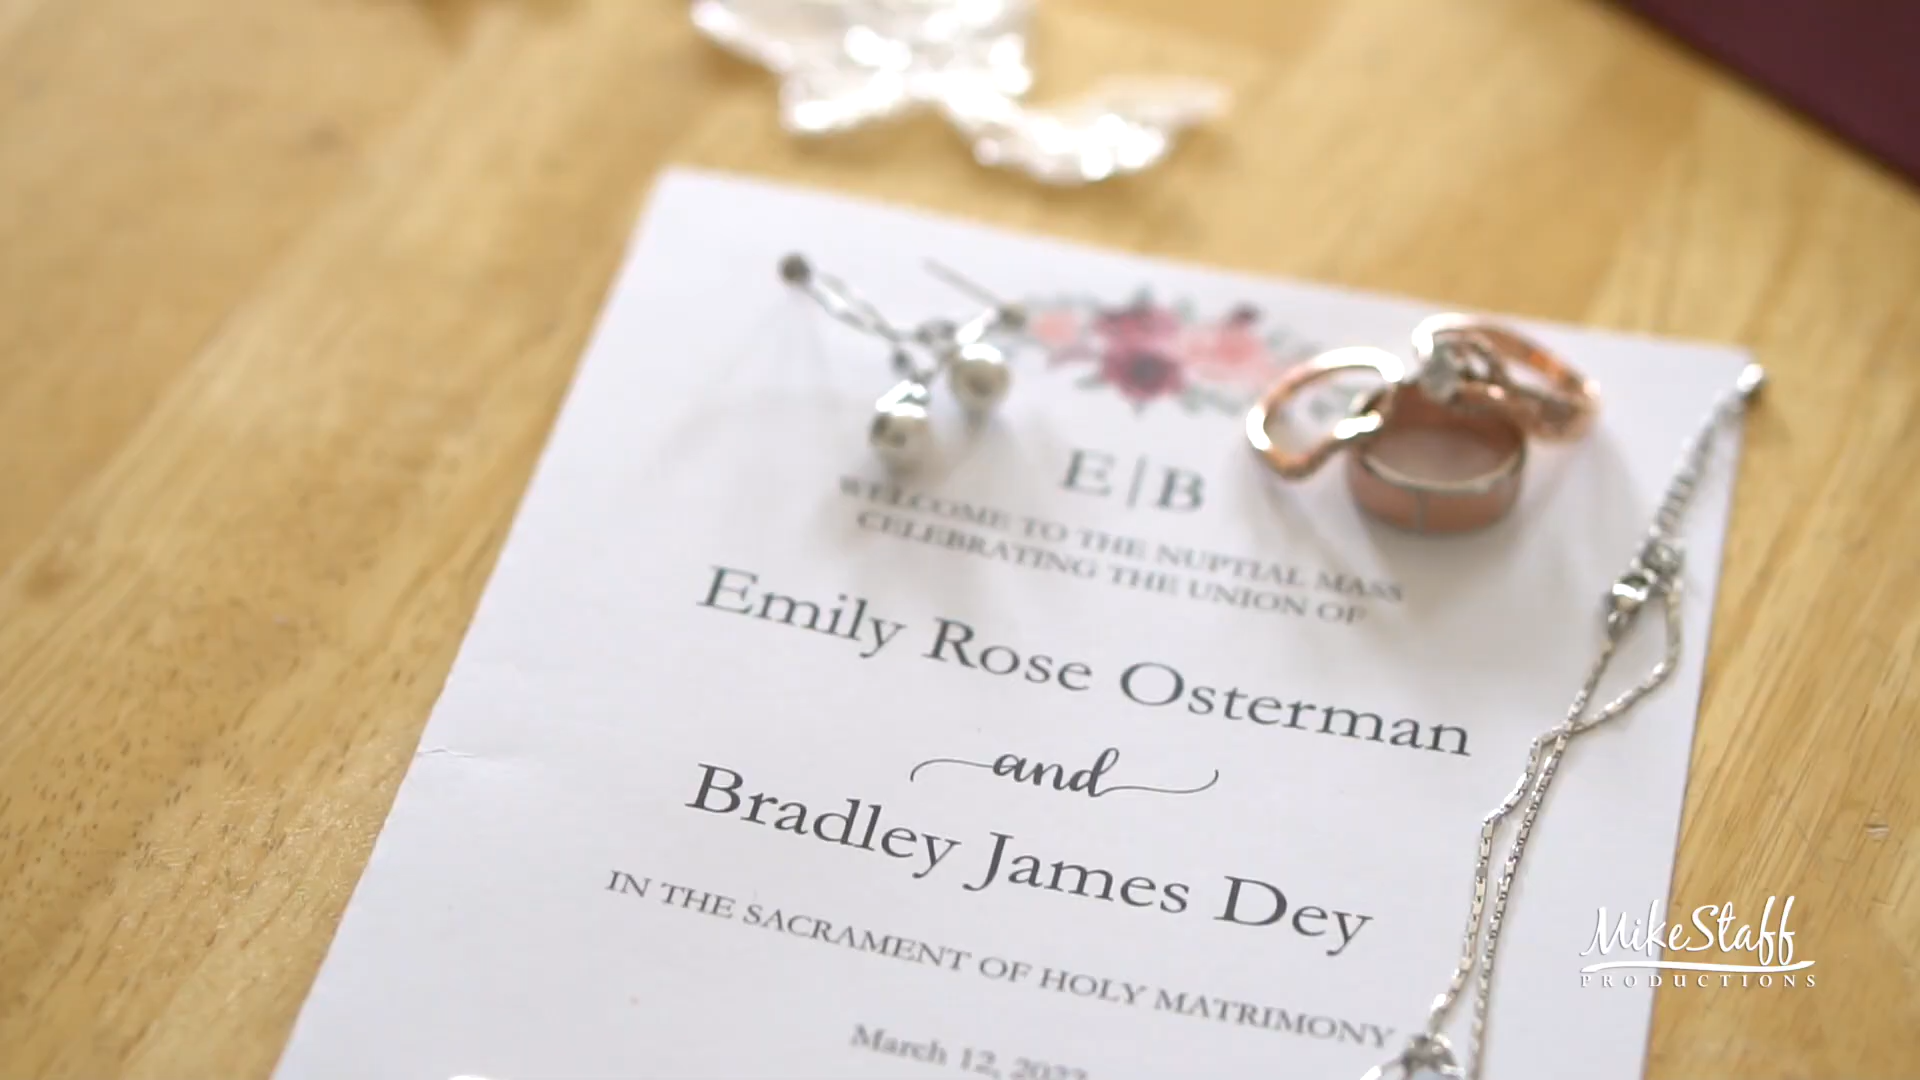 E|B
WELCOME TO THE NUPTIAL MASS
CELEBRATING THE UNION OF
Emily Rose Osterman
and
Bradley James Dey
IN THE SACRAMENT OF HOLY MATRIMONY
March 12,
MikeStaff
PRODUCTIONS